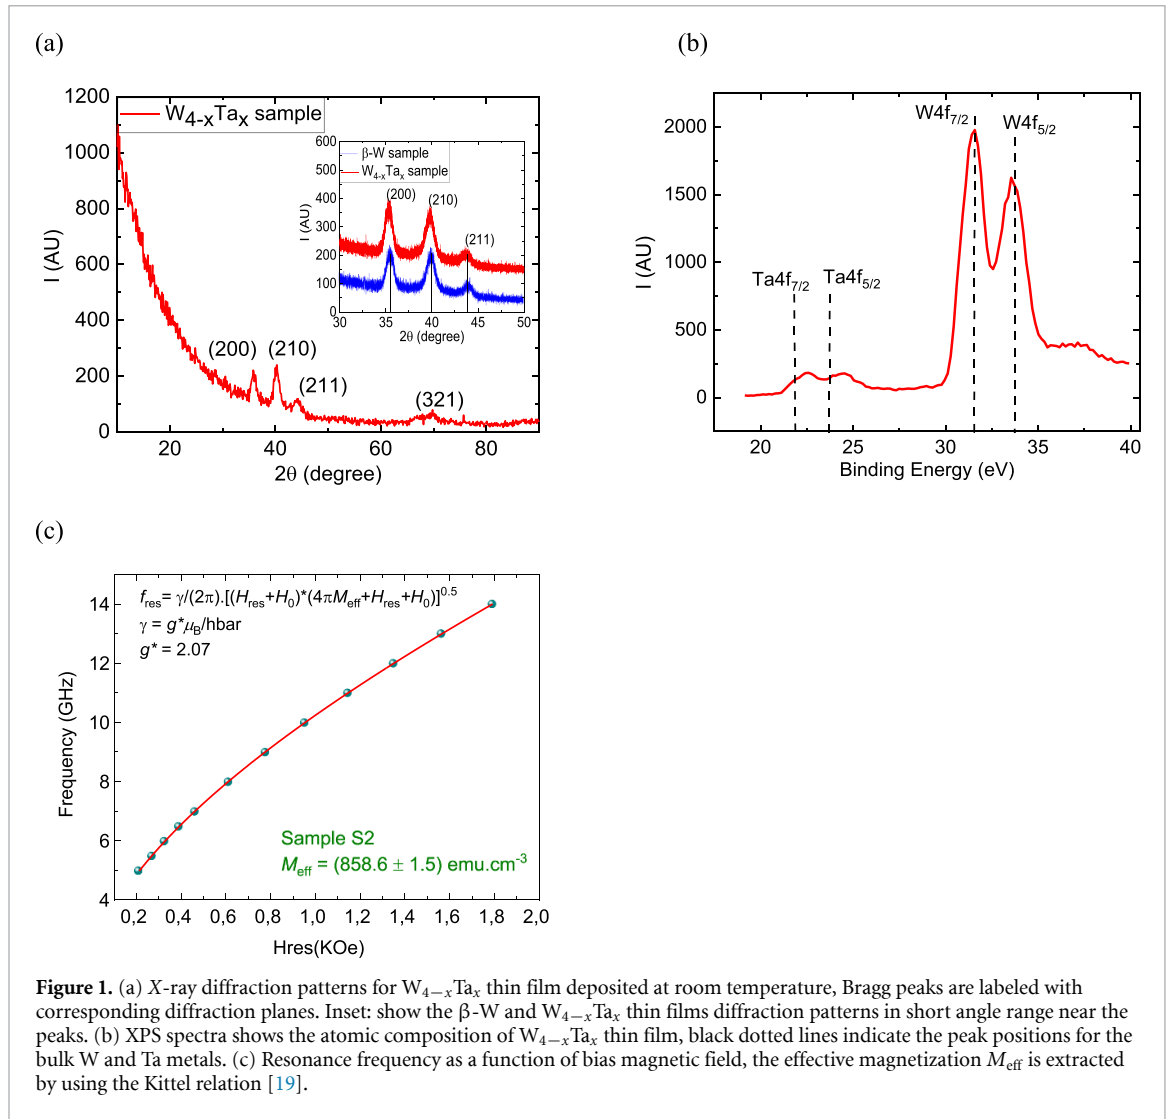 (a)
1200
1000
800
600
400
200
0
I (AU)
W4-xTax sample
600
500
400
300
200
100
0
I (AU)
β-W sample
W4-xTax sample
(200)
(210)
(211)
30 35 40 45 50
2θ (degree)
(200)
(210)
(211)
(321)
20 40 60 80
2θ (degree)
(b)
2000
1500
1000
500
0
I (AU)
W4f7/2
W4f5/2
Ta4f7/2
Ta4f5/2
20 25 30 35 40
Binding Energy (eV)
(c)
14
12
10
8
6
4
Frequency (GHz)
fres= γ/(2π).[(Hres+H0)*(4πMeff+Hres+H0)]^0.5
γ = g*μB/hbar
g* = 2.07
Sample S2
Meff = (858.6 ± 1.5) emu.cm-3
0,2 0,4 0,6 0,8 1,0 1,2 1,4 1,6 1,8 2,0
Hres(KOe)
Figure 1. (a) X-ray diffraction patterns for W4−xTax thin film deposited at room temperature, Bragg peaks are labeled with
corresponding diffraction planes. Inset: show the β-W and W4−xTax thin films diffraction patterns in short angle range near the
peaks. (b) XPS spectra shows the atomic composition of W4−xTax thin film, black dotted lines indicate the peak positions for the
bulk W and Ta metals. (c) Resonance frequency as a function of bias magnetic field, the effective magnetization Meff is extracted
by using the Kittel relation [19].